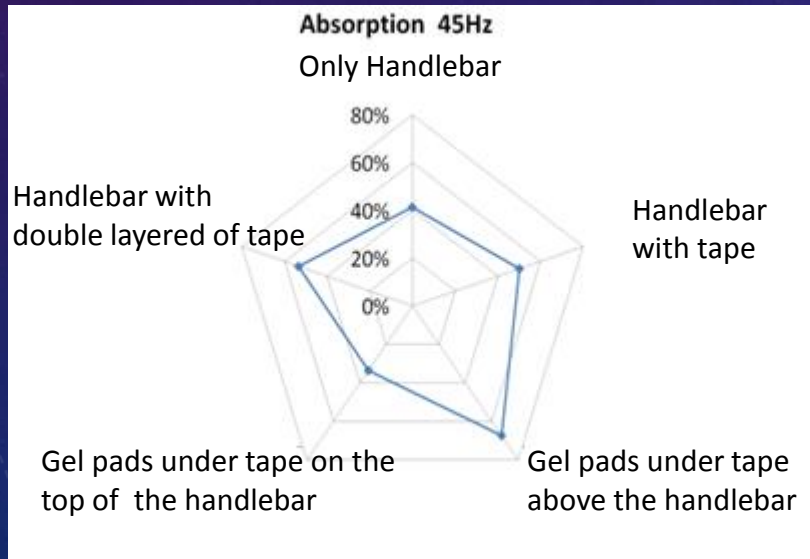 Absorption 45Hz
Only Handlebar
80%
60%
40%
20%
0%
Handlebar with
double layered of tape
Handlebar
with tape
Gel pads under tape on the
top of the handlebar
Gel pads under tape
above the handlebar